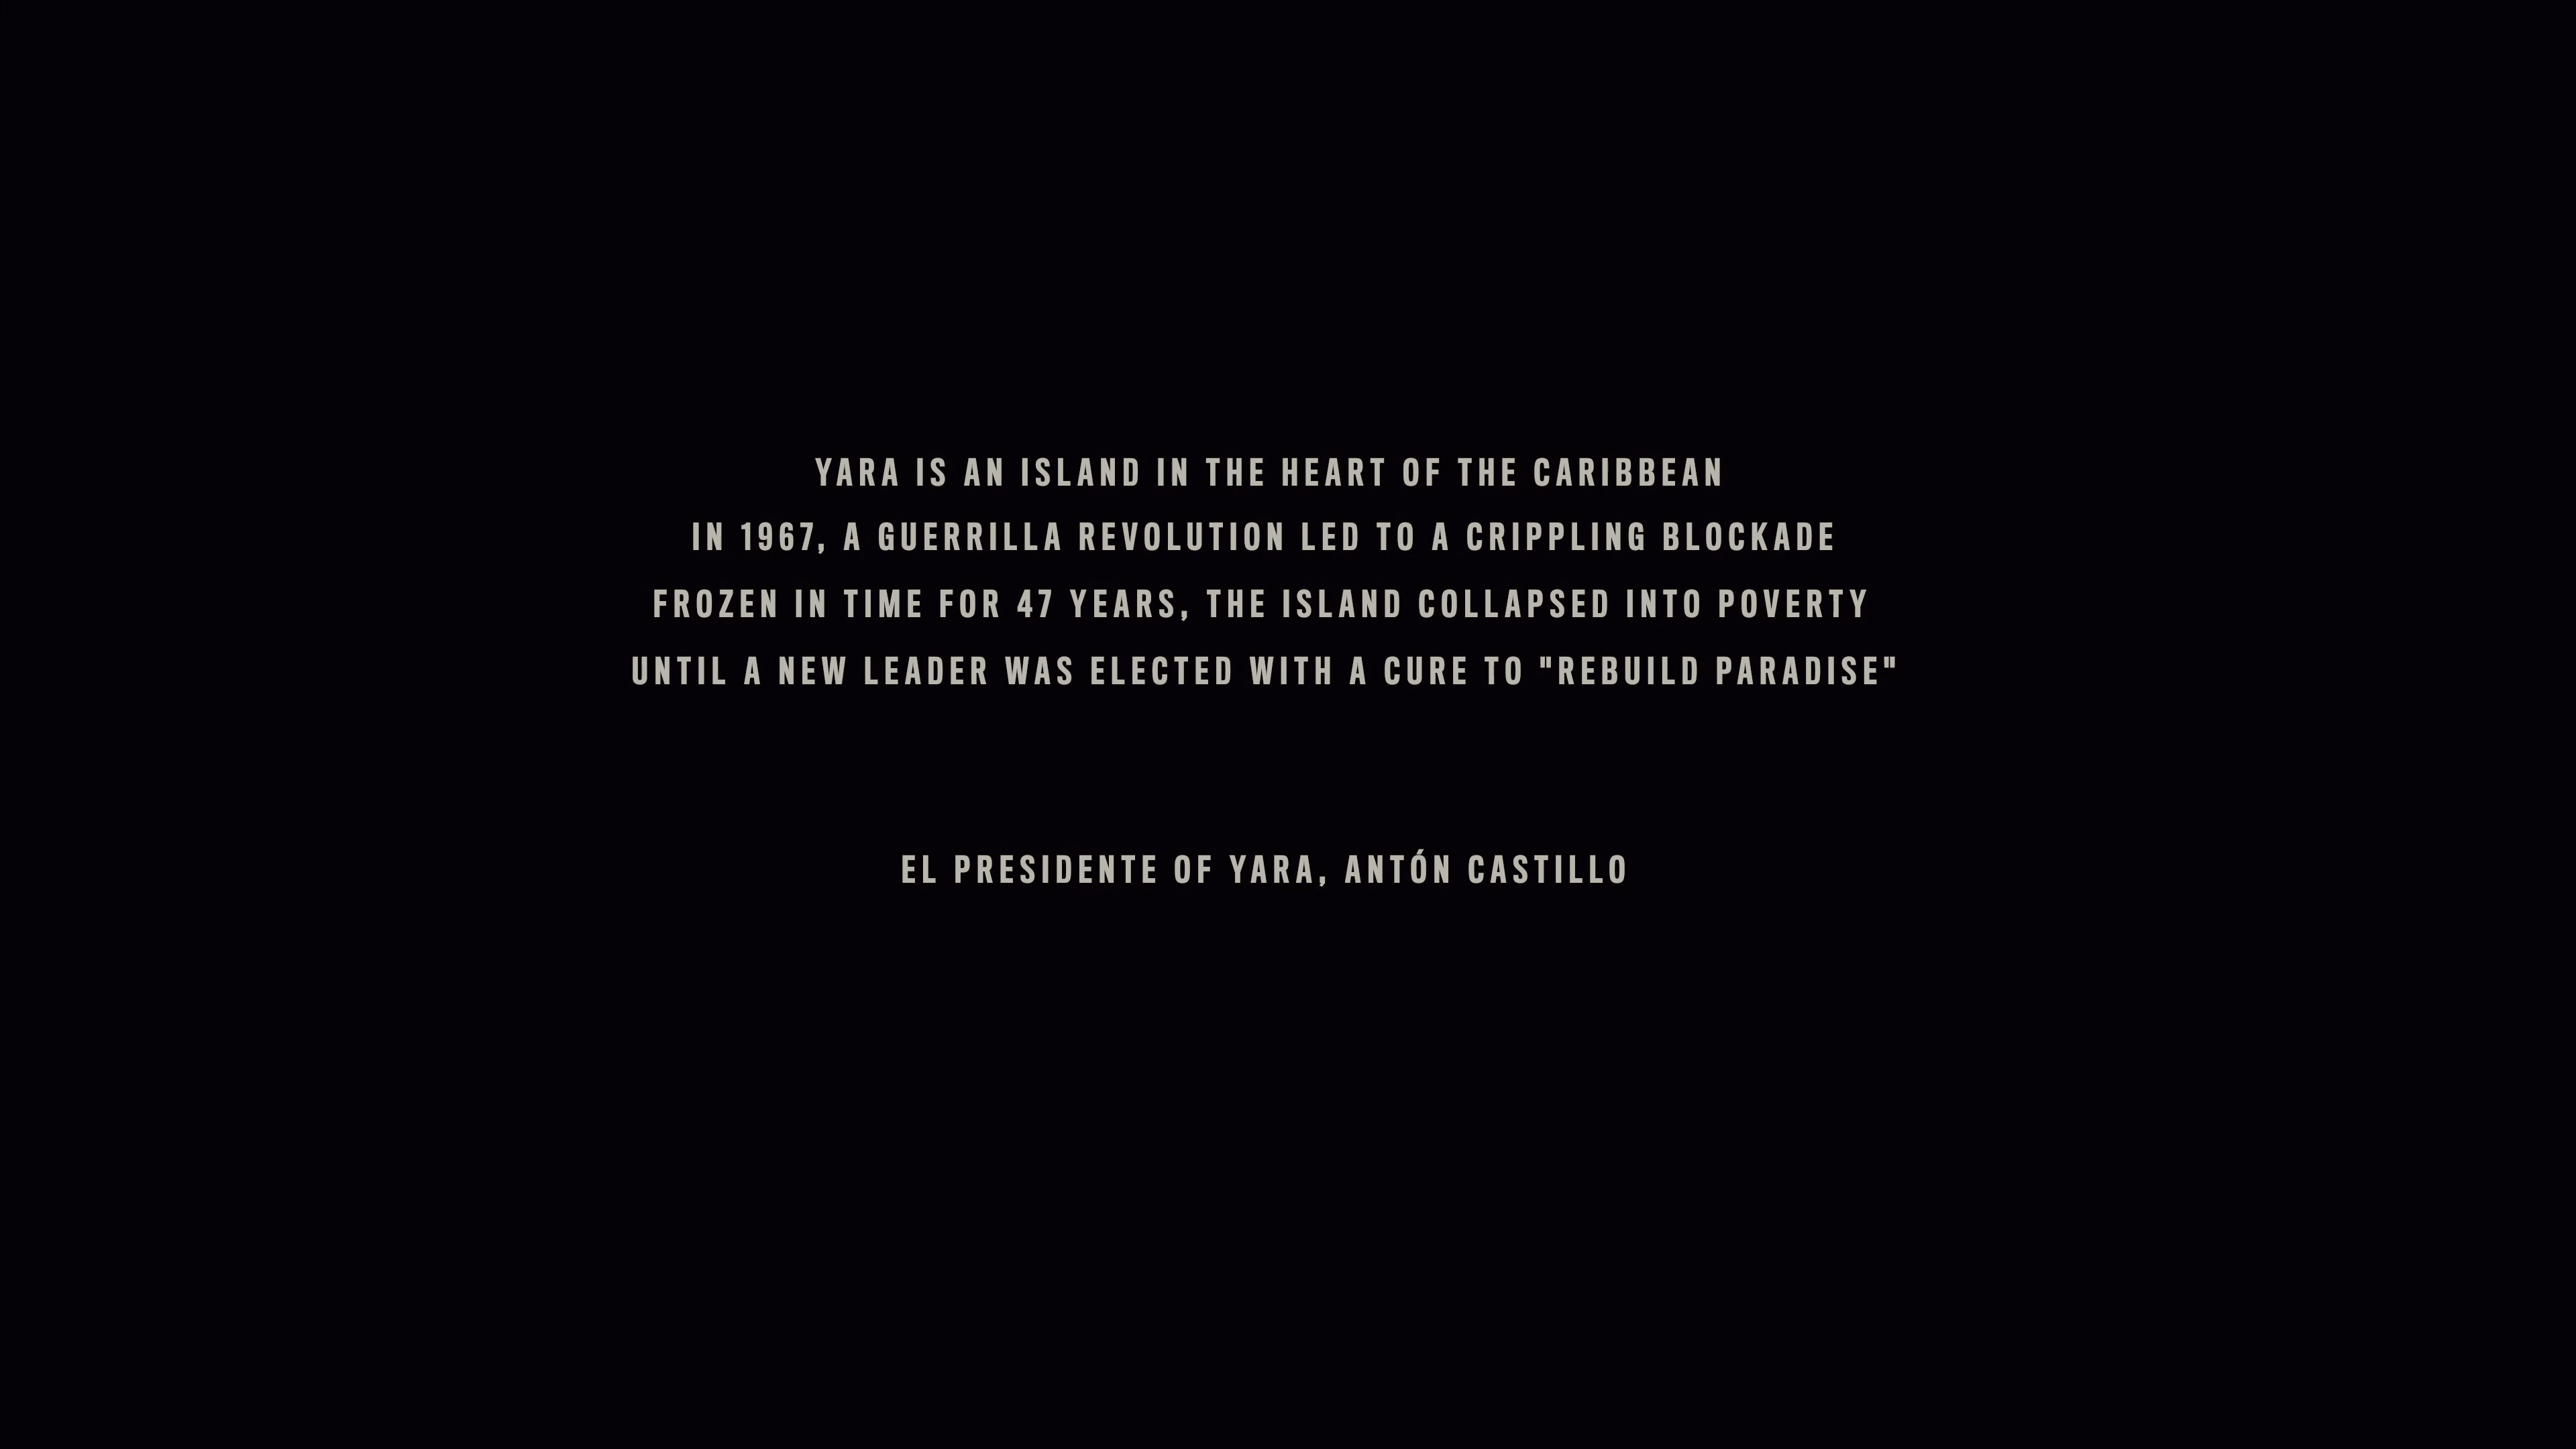 YARA IS AN ISLAND IN THE HEART OF THE CARIBBEAN
IN 1967, A GUERRILLA REVOLUTION LED TO A CRIPPLING BLOCKADE
FROZEN IN TIME FOR 47 YEARS, THE ISLAND COLLAPSED INTO POVERTY
UNTIL A NEW LEADER WAS ELECTED WITH A CURE TO "REBUILD PARADISE"
EL PRESIDENTE OF YARA, ANTÓN CASTILLO